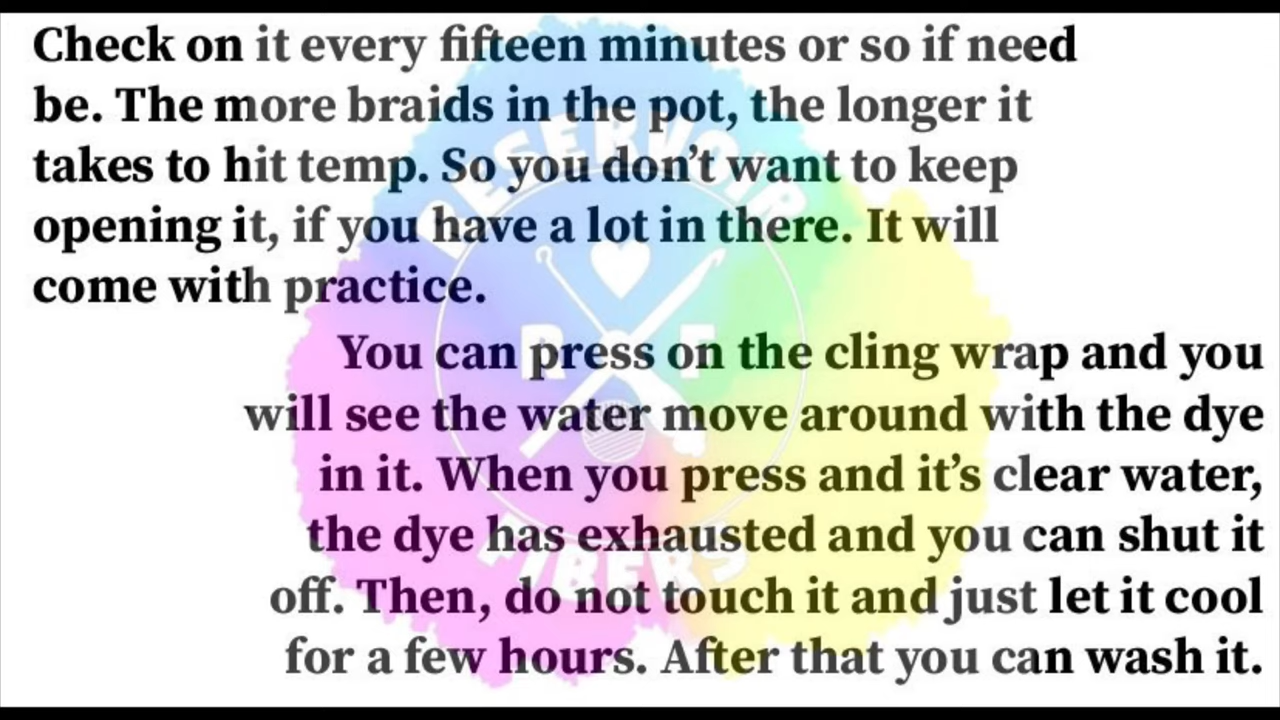 Check on it every fifteen minutes or so if need
be. The more braids in the pot, the longer it
takes to hit temp. So you don’t want to keep
opening it, if you have a lot in there. It will
come with practice.
You can press on the cling wrap and you
will see the water move around with the dye
in it. When you press and it’s clear water,
the dye has exhausted and you can shut it
off. Then, do not touch it and just let it cool
for a few hours. After that you can wash it.
RESERVOIR
R F
FIBERS